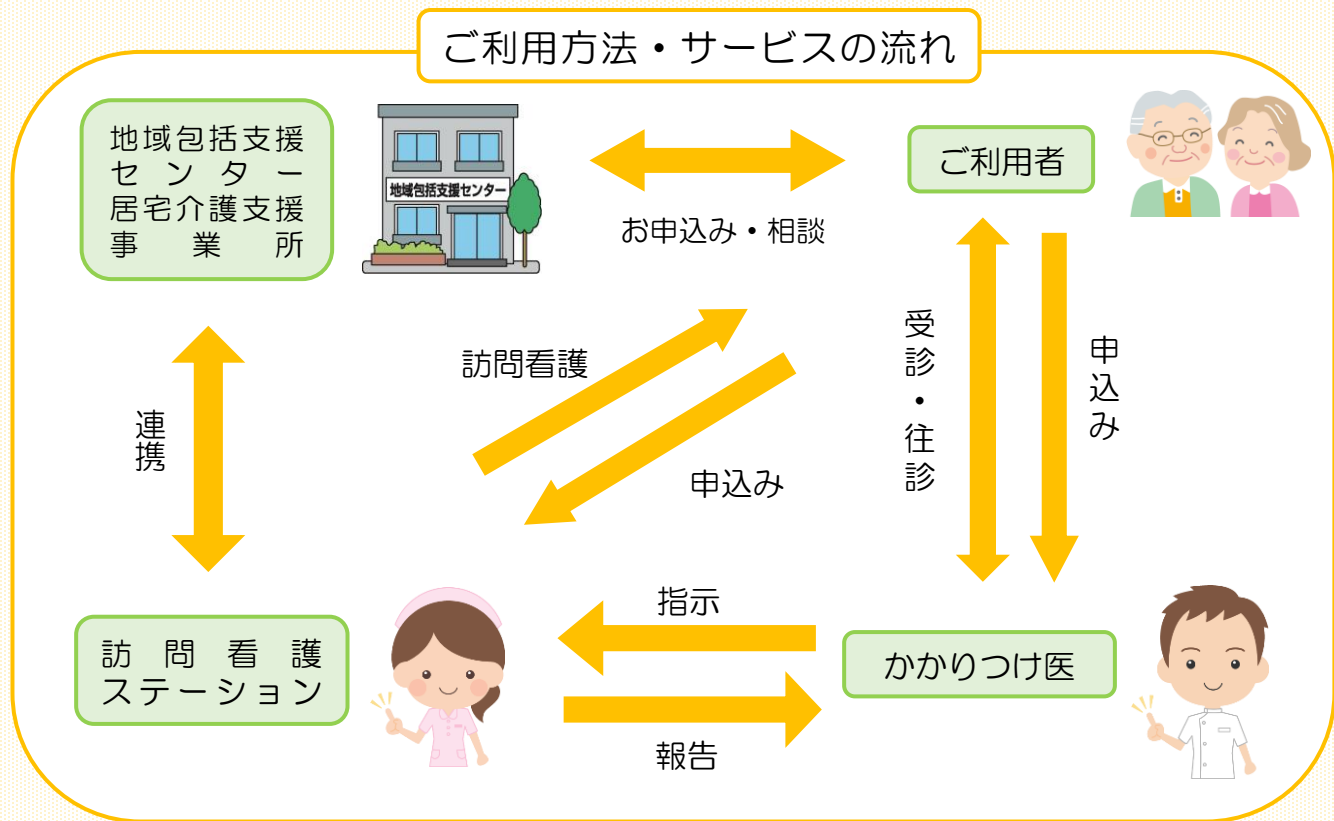 ご利用方法・サービスの流れ
地域包括支援
センター
居宅介護支援
事業所
地域包括支援センター
お申込み・相談
ご利用者
訪問看護
申込み
受診・往診
申込み
連携
訪問看護
ステーション
指示
報告
かかりつけ医